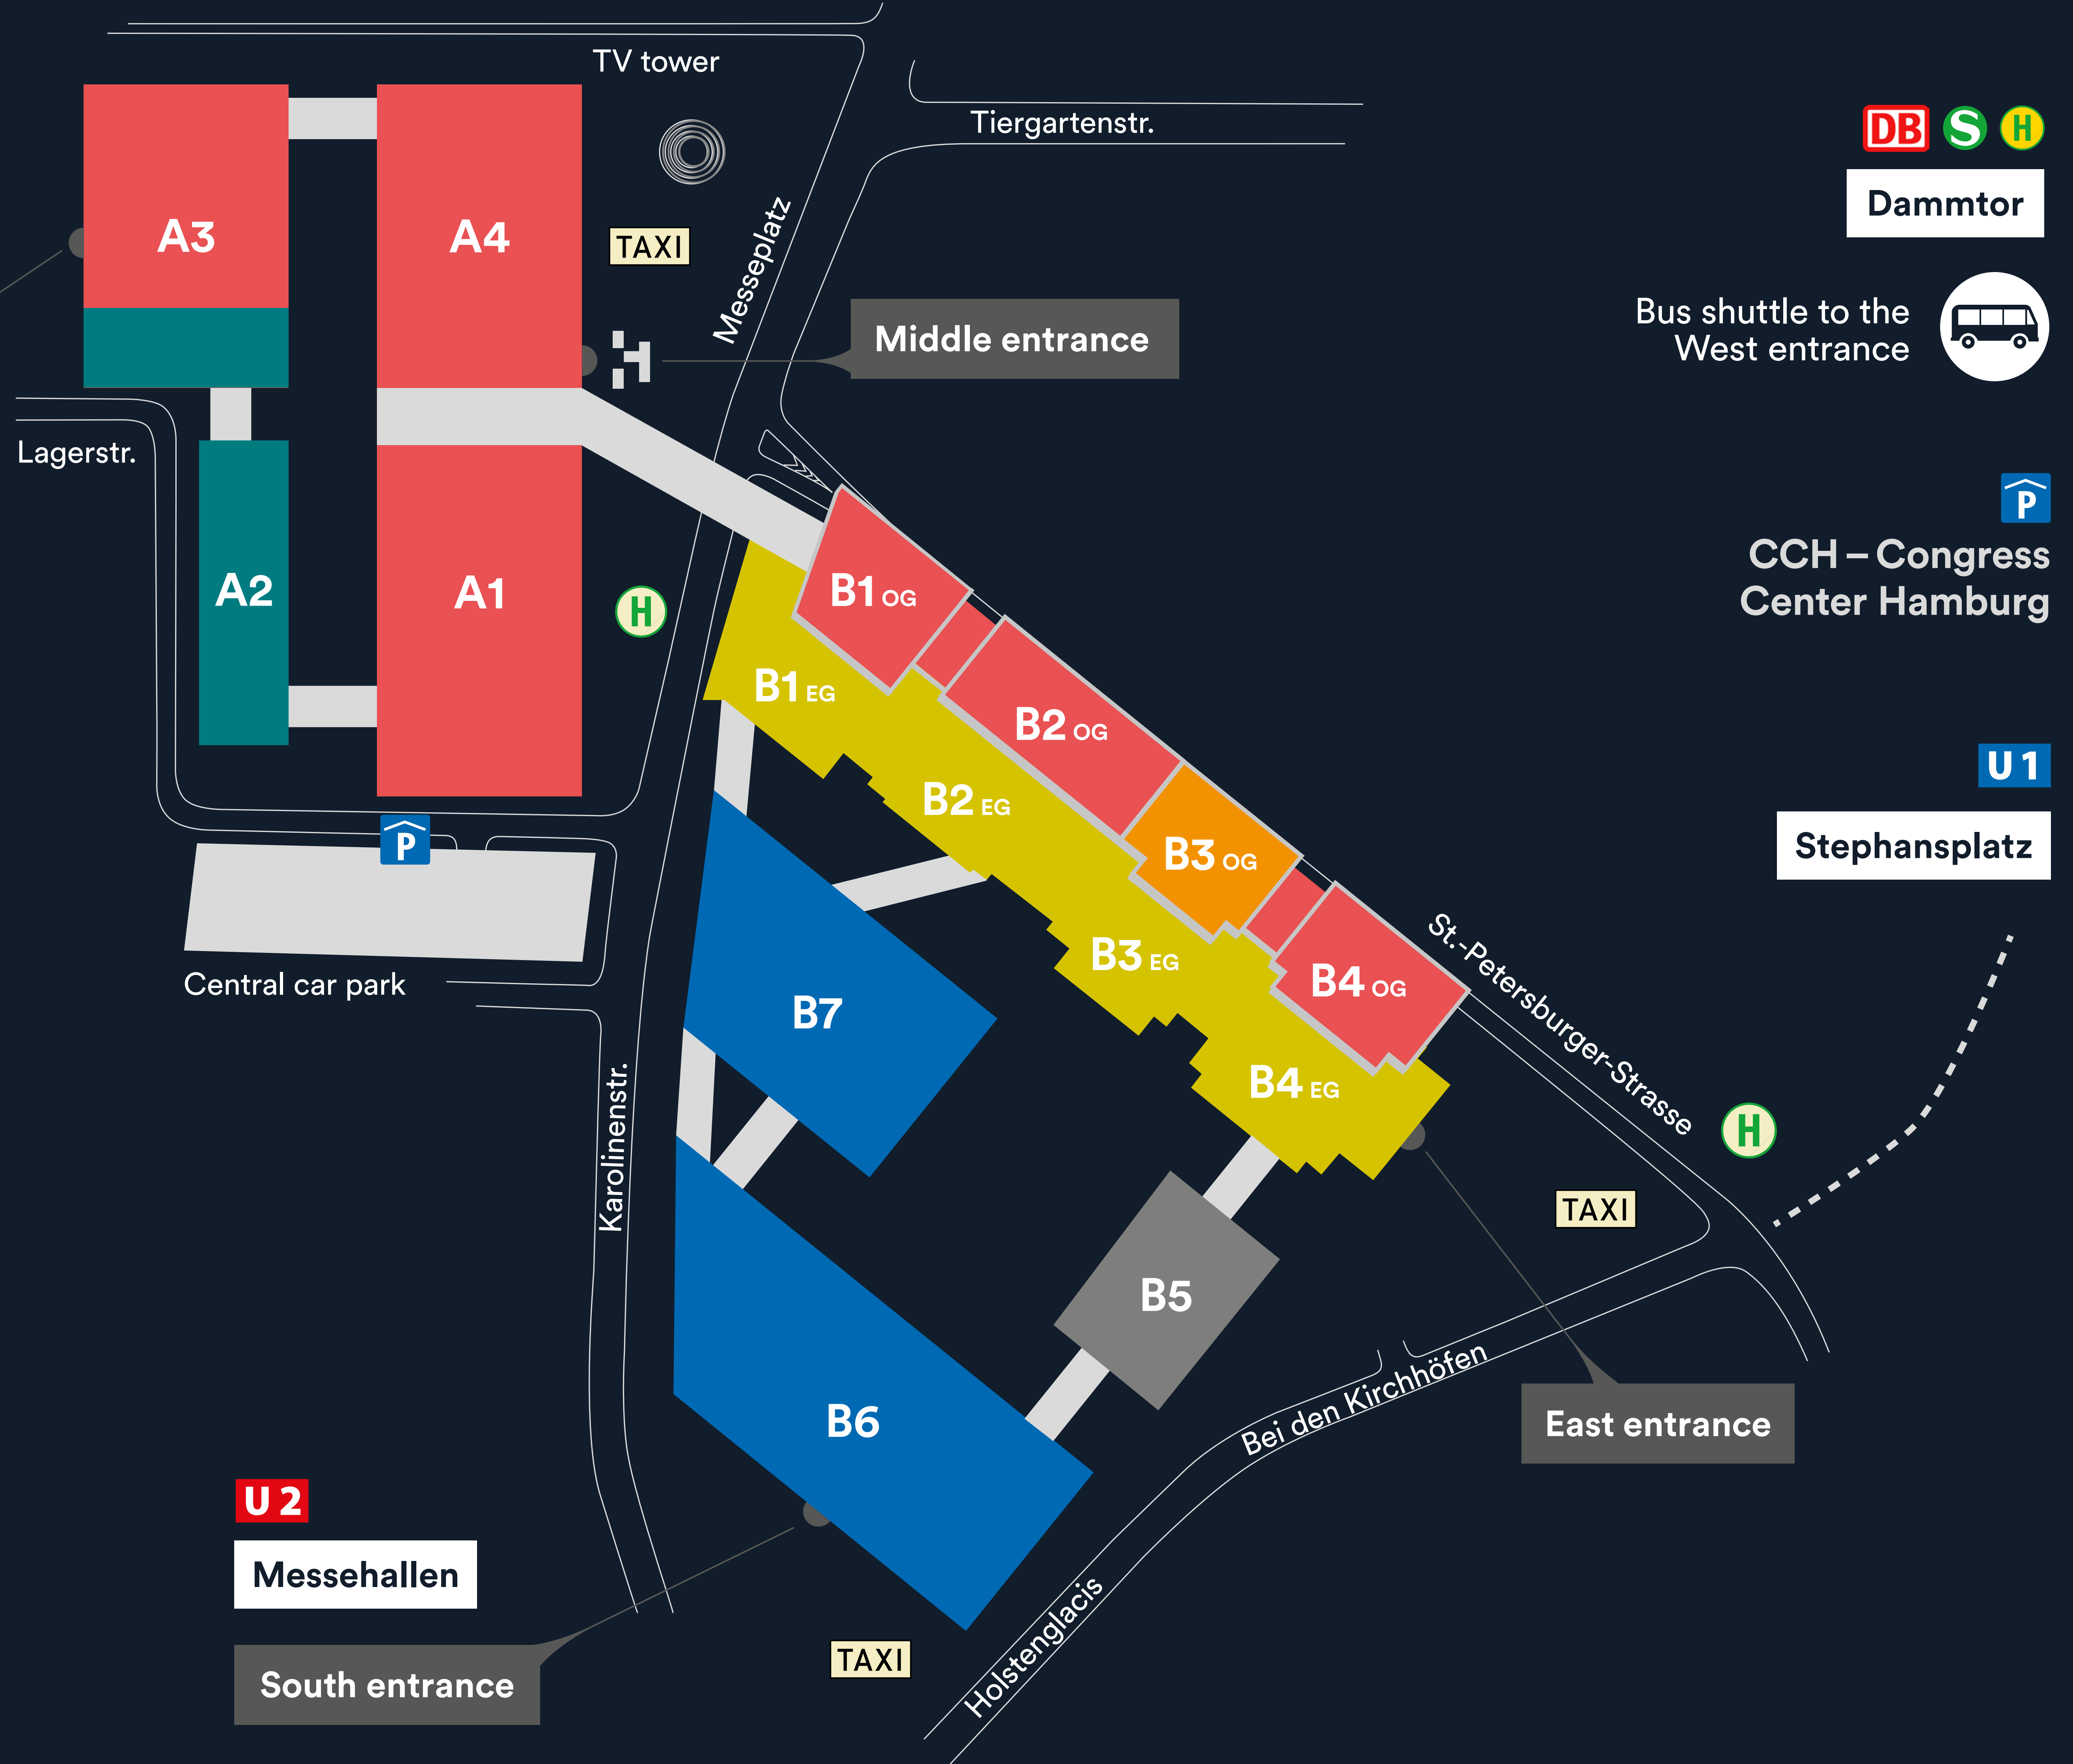 TV tower
Tiergartenstr.
DB S H
Dammtor
A3
A4
TAXI
Messeplatz
Middle entrance
Bus shuttle to the
West entrance
Lagerstr.
P
CCH – Congress
Center Hamburg
A2
A1
H
B1 OG
B1 EG
B2 OG
B2 EG
U 1
Stephansplatz
P
B3 OG
B3 EG
Central car park
B4 OG
B4 EG
St.-Petersburger-Strasse
H
B7
Karolinenstr.
TAXI
B5
Bei den Kirchhöfen
East entrance
B6
U 2
Messehallen
South entrance
TAXI
Holstenglacis